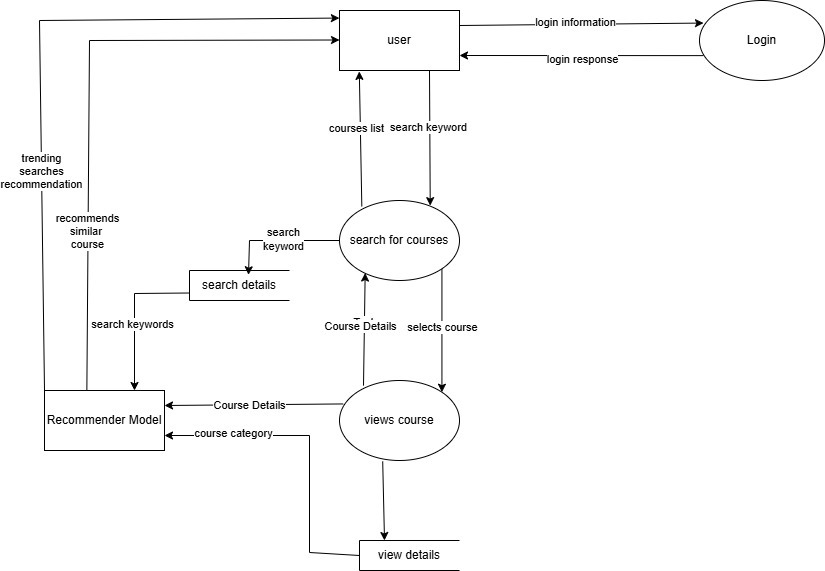 user
login information
Login
login response
courses list
search keyword
trending
searches
recommendation
recommends
similar
course
search
keyword
search for courses
search details
search keywords
Course Details
selects course
Recommender Model
Course Details
views course
course category
view details